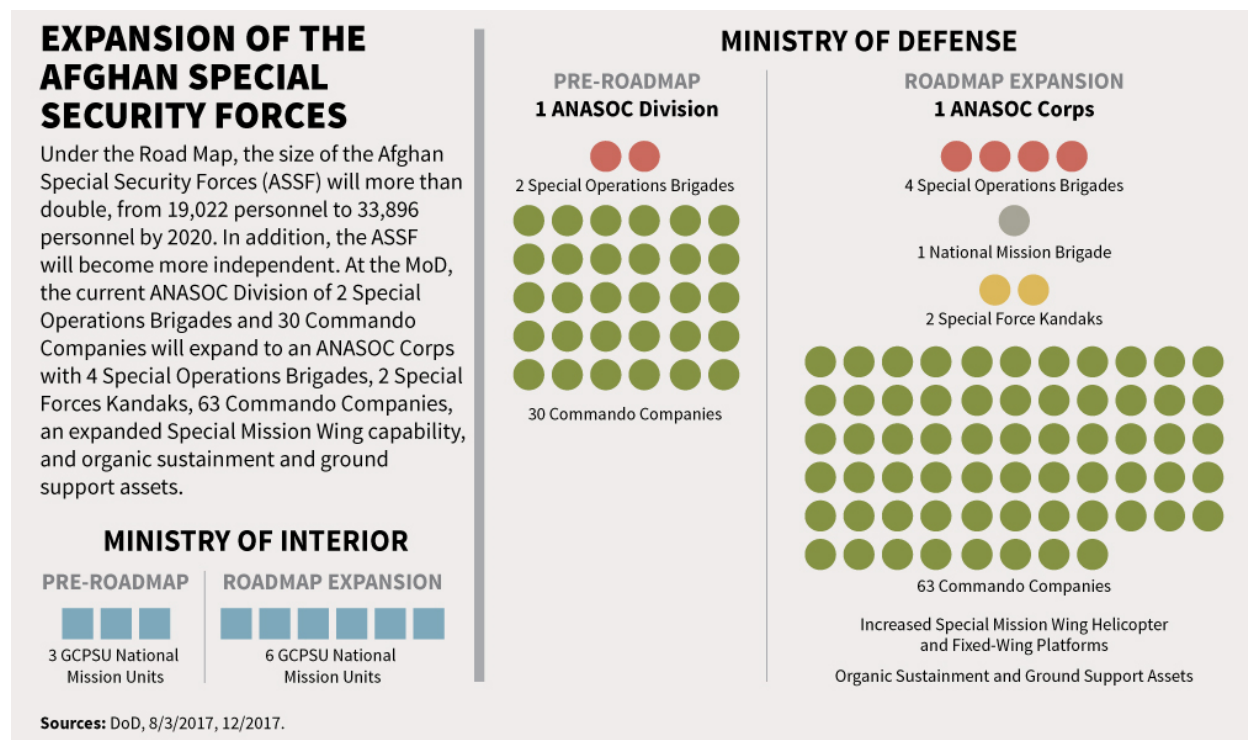 EXPANSION OF THE
AFGHAN SPECIAL
SECURITY FORCES
Under the Road Map, the size of the Afghan
Special Security Forces (ASSF) will more than
double, from 19,022 personnel to 33,896
personnel by 2020. In addition, the ASSF
will become more independent. At the MoD,
the current ANASOC Division of 2 Special
Operations Brigades and 30 Commando
Companies will expand to an ANASOC Corps
with 4 Special Operations Brigades, 2 Special
Forces Kandaks, 63 Commando Companies,
an expanded Special Mission Wing capability,
and organic sustainment and ground
support assets.
MINISTRY OF INTERIOR
PRE-ROADMAP
3 GCPSU National
Mission Units
ROADMAP EXPANSION
6 GCPSU National
Mission Units
MINISTRY OF DEFENSE
PRE-ROADMAP
1 ANASOC Division
2 Special Operations Brigades
30 Commando Companies
ROADMAP EXPANSION
1 ANASOC Corps
4 Special Operations Brigades
1 National Mission Brigade
2 Special Force Kandaks
63 Commando Companies
Increased Special Mission Wing Helicopter
and Fixed-Wing Platforms
Organic Sustainment and Ground Support Assets
Sources: DoD, 8/3/2017, 12/2017.